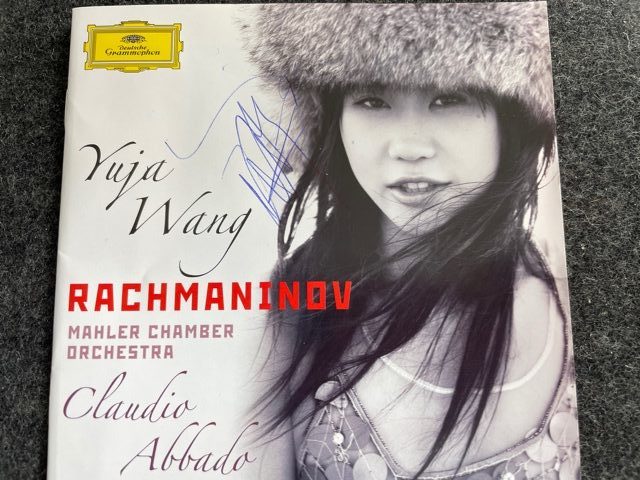 Deutsche
Grammophon
Yuja
Wang
RACHMANINOV
MAHLER CHAMBER
ORCHESTRA
Claudio
Abbado